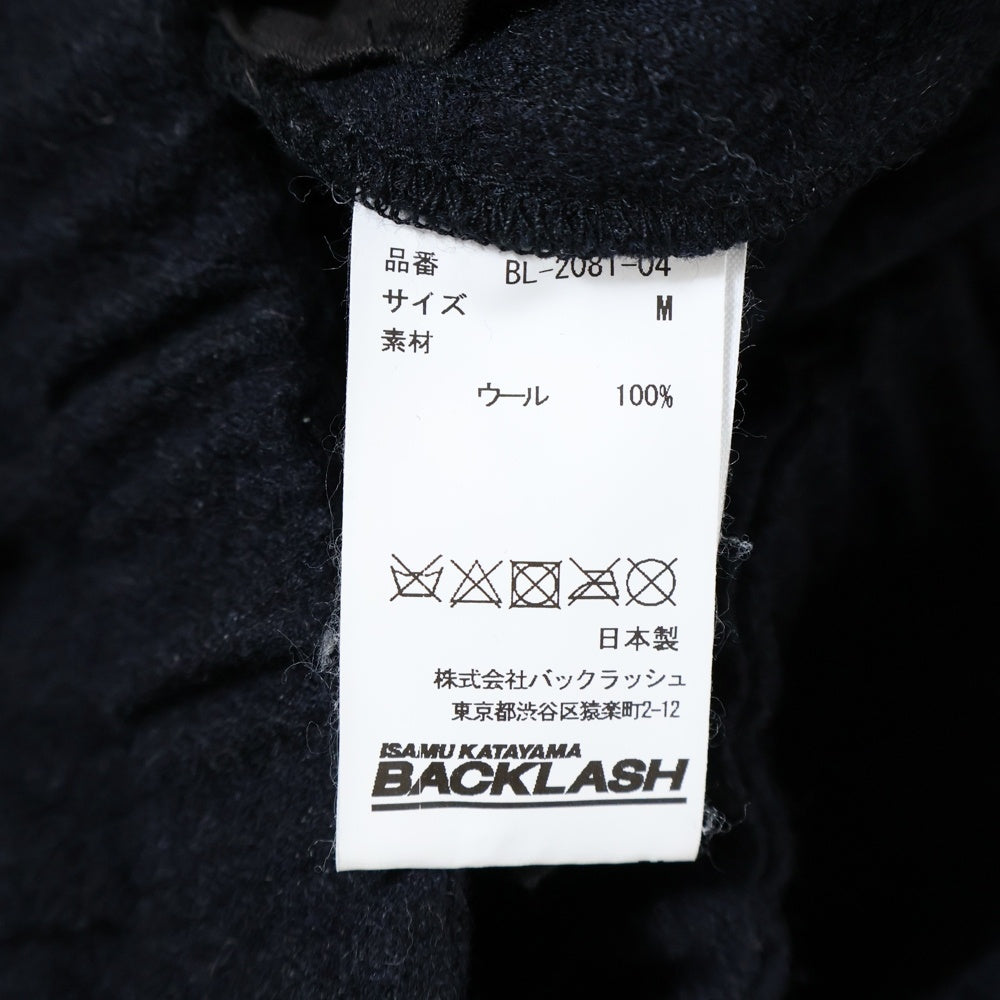 品番 BL-2081-04
サイズ M
素材
ウール 100%
日本製
株式会社バックラッシュ
東京都渋谷区猿楽町2-12
ISAMU KATAYAMA
BACKLASH